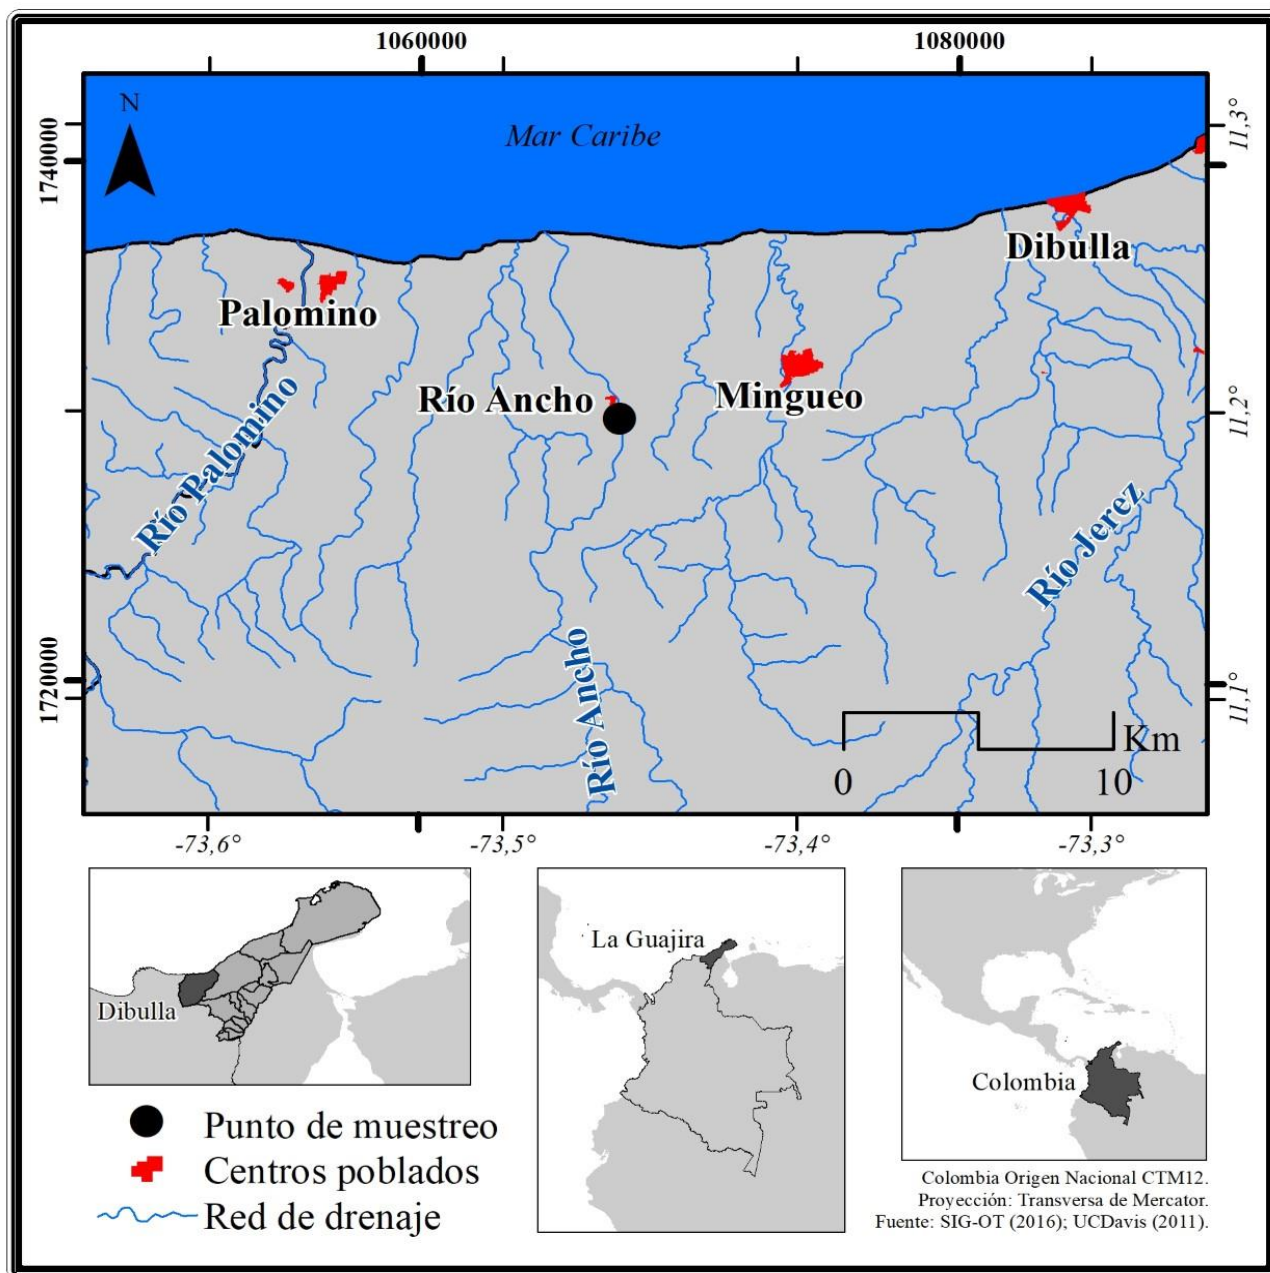 1060000
1080000
N
Mar Caribe
1740000
11,3°
Dibulla
Palomino
Río Ancho
Mingueo
11,2°
Río Palomino
Río Jerez
Río Ancho
1720000
11,1°
Km
0
10
-73,6°
-73,5°
-73,4°
-73,3°
Dibulla
La Guajira
Colombia
Punto de muestreo
Centros poblados
Red de drenaje
Colombia Origen Nacional CTM12.
Proyección: Transversa de Mercator.
Fuente: SIG-OT (2016); UCDavis (2011).